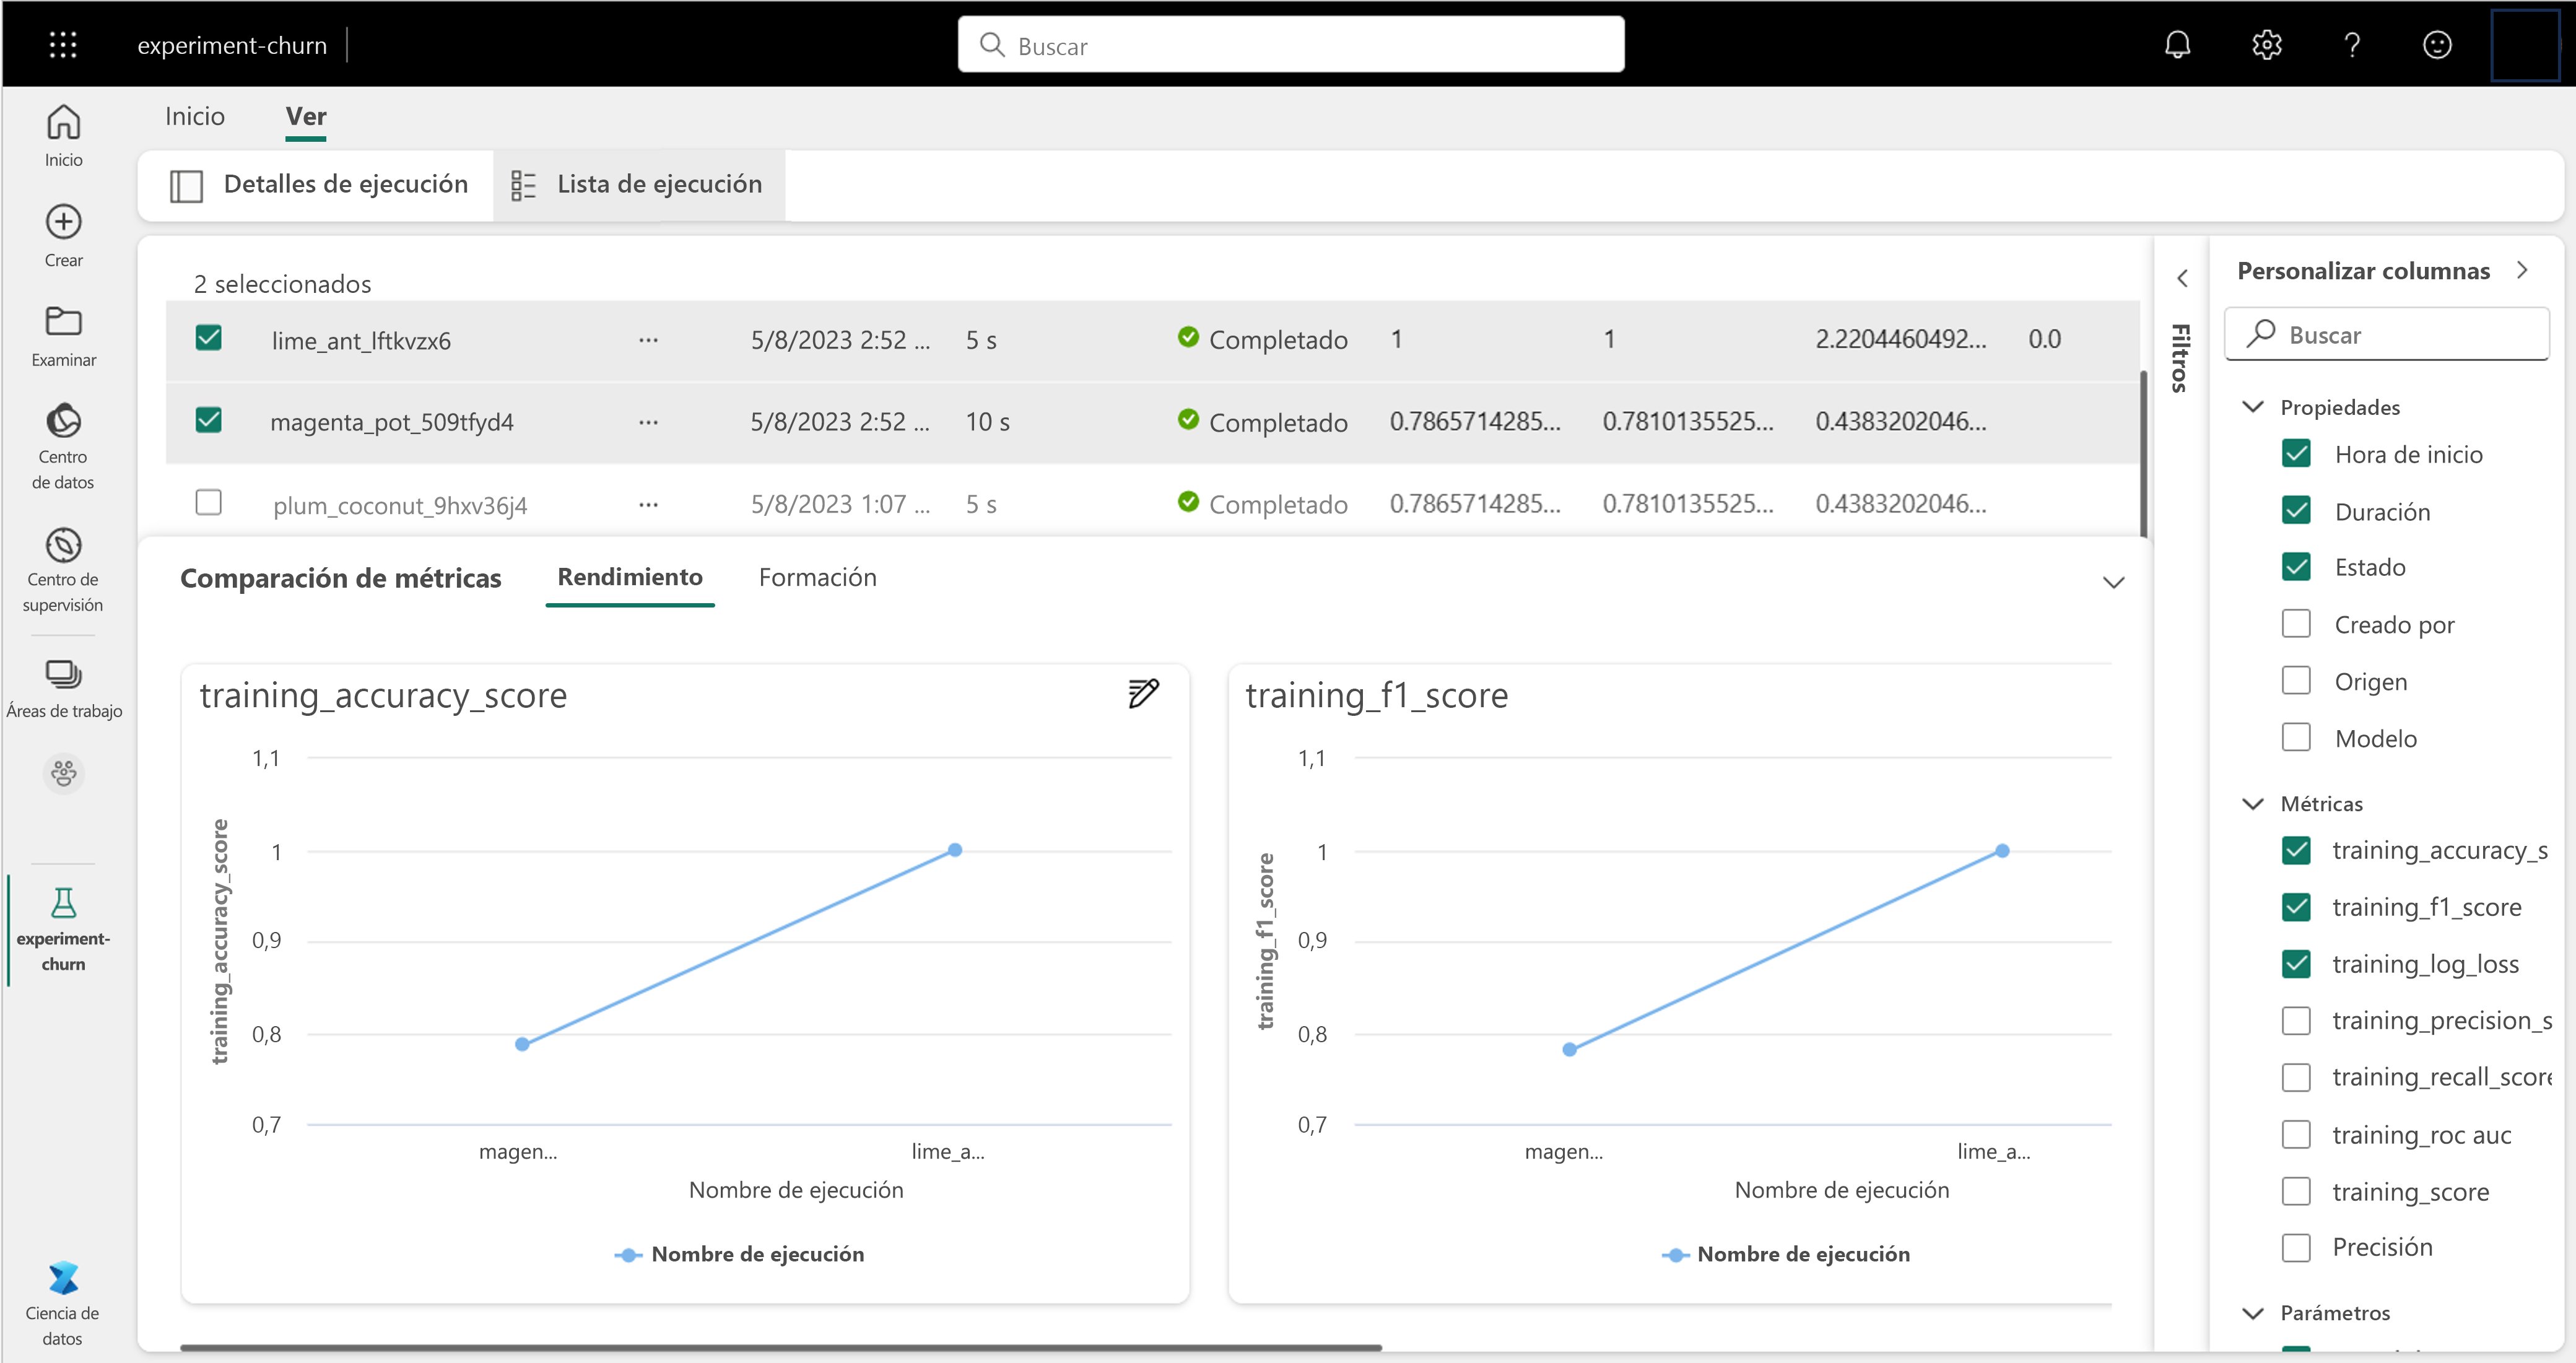 experiment-churn
Buscar
Inicio
Crear
Examinar
Centro
de datos
Centro de
supervisión
Áreas de trabajo
experiment-
churn
Ciencia de
datos
Inicio Ver
Detalles de ejecución Lista de ejecución
2 seleccionados
lime_ant_lftkvzx6 ... 5/8/2023 2:52 ... 5 s Completado 1 1 2.2204460492... 0.0
magenta_pot_509tfyd4 ... 5/8/2023 2:52 ... 10 s Completado 0.7865714285... 0.7810135525... 0.4383202046...
plum_coconut_9hxv36j4 ... 5/8/2023 1:07 ... 5 s Completado 0.7865714285... 0.7810135525... 0.4383202046...
Comparación de métricas Rendimiento Formación
training_accuracy_score
training_accuracy_score
1,1
1
0,9
0,8
0,7
magen... lime_a...
Nombre de ejecución
Nombre de ejecución
training_f1_score
training_f1_score
1,1
1
0,9
0,8
0,7
magen... lime_a...
Nombre de ejecución
Nombre de ejecución
Filtros
Personalizar columnas
Buscar
Propiedades
Hora de inicio
Duración
Estado
Creado por
Origen
Modelo
Métricas
training_accuracy_s
training_f1_score
training_log_loss
training_precision_s
training_recall_score
training_roc auc
training_score
Precisión
Parámetros